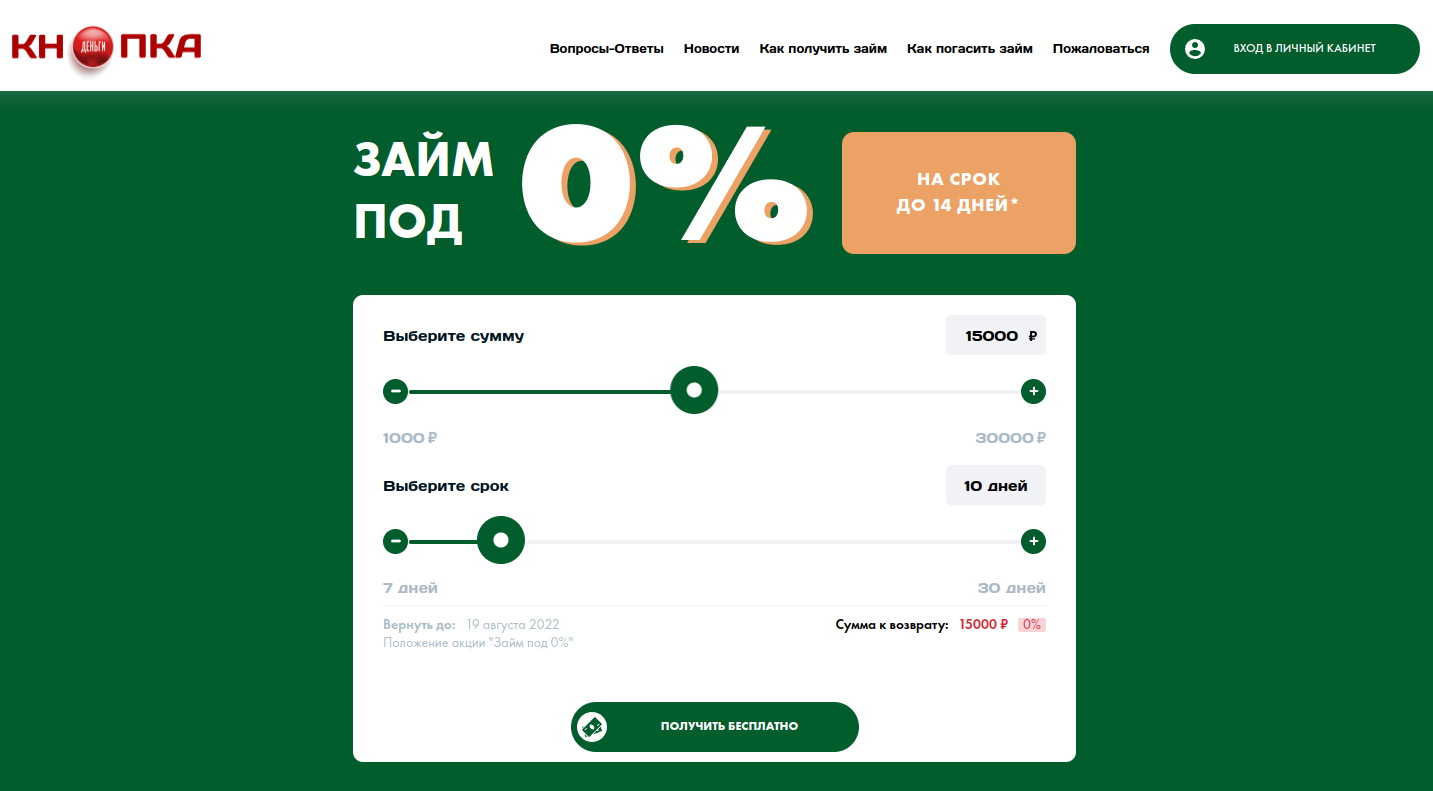 КН ДЕНЬГИ ПКА
Вопросы-Ответы Новости Как получить займ Как погасить займ Пожаловаться ВХОД В ЛИЧНЫЙ КАБИНЕТ
ЗАЙМ
ПОД
0%
НА СРОК
ДО 14 ДНЕЙ*
Выберите сумму 15000 ₽
1000 ₽ 30000 ₽
Выберите срок 10 дней
7 дней 30 дней
Вернуть до: 19 августа 2022 Сумма к возврату: 15000 ₽ 0%
Положение акции "Займ под 0%"
ПОЛУЧИТЬ БЕСПЛАТНО